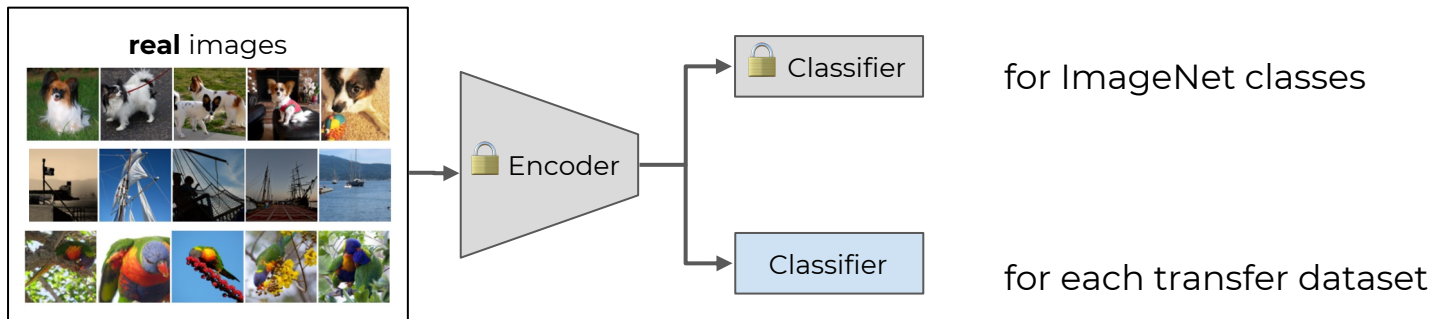 real images
Encoder
Classifier
for ImageNet classes
Classifier
for each transfer dataset